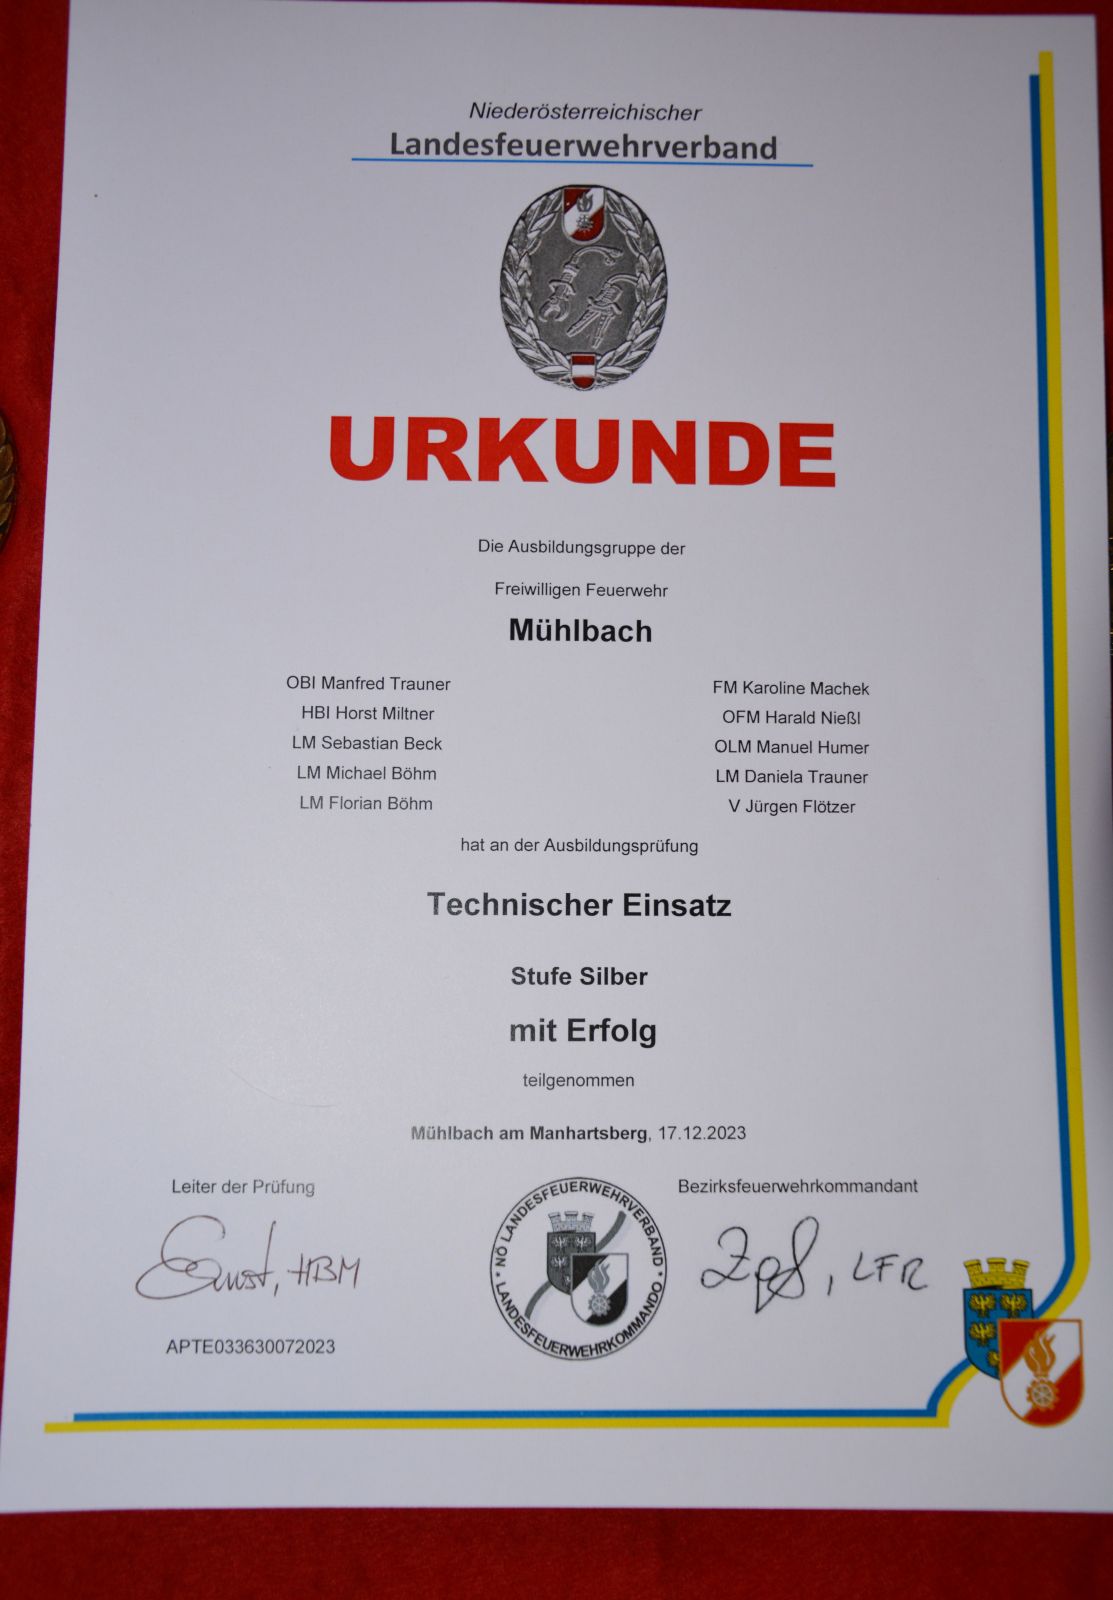 Niederösterreichischer
Landesfeuerwehrverband
URKUNDE
Die Ausbildungsgruppe der
Freiwilligen Feuerwehr
Mühlbach
OBI Manfred Trauner
HBI Horst Miltner
LM Sebastian Beck
LM Michael Böhm
LM Florian Böhm
FM Karoline Machek
OFM Harald Nießl
OLM Manuel Humer
LM Daniela Trauner
V Jürgen Flötzer
hat an der Ausbildungsprüfung
Technischer Einsatz
Stufe Silber
mit Erfolg
teilgenommen
Mühlbach am Manhartsberg, 17.12.2023
Leiter der Prüfung
Ernst, HBM
APTE033630072023
* NÖ LANDESFEUERWEHRVERBAND *
LANDESFEUERWEHRKOMMANDO
Bezirksfeuerwehrkommandant
, LFR